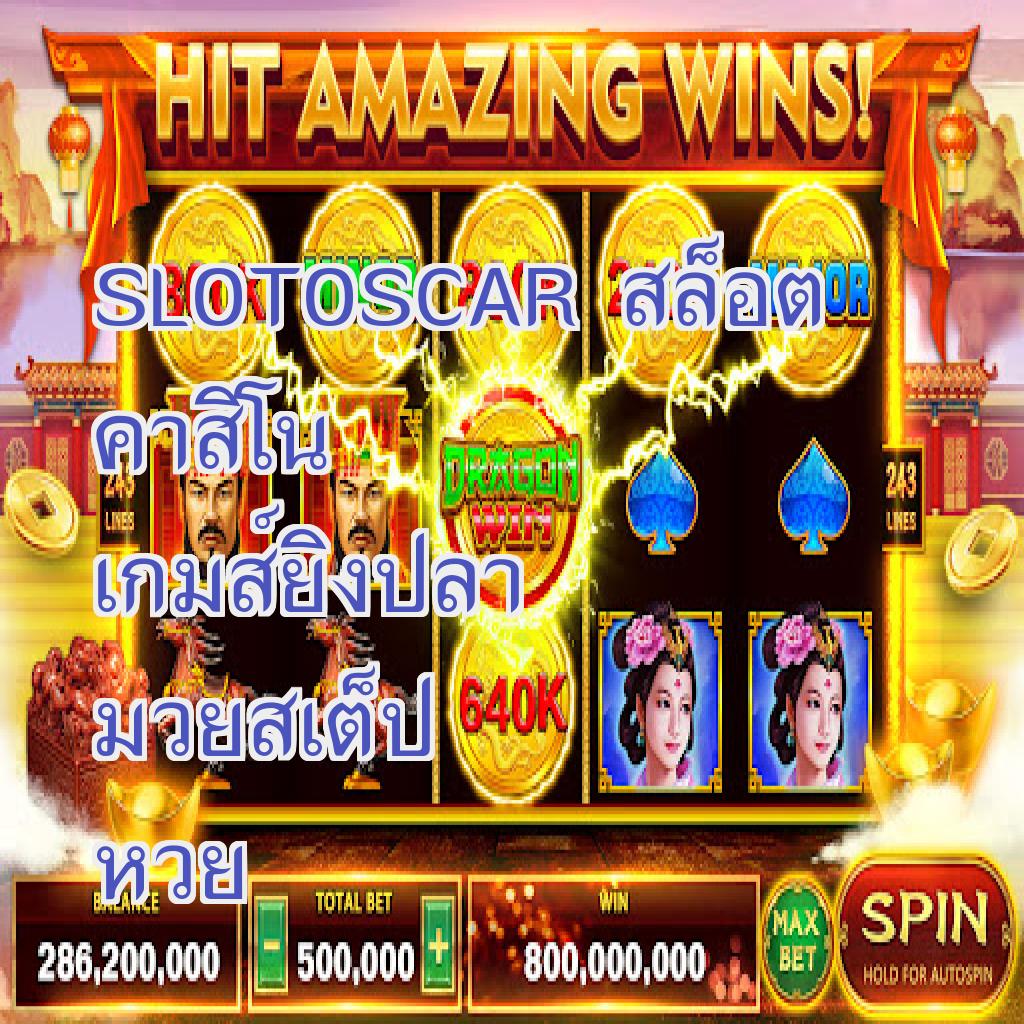 HIT AMAZING WINS!
SLOTOSCAR สล็อต
คาสิโน
243 LINES
243 LINES
DRAGON WIN
เกมส์ยิงปลา
640K
มวยสเต็ป
หวย
BALANCE
286,200,000
TOTAL BET
- 500,000 +
WIN
800,000,000
MAX BET
SPIN
HOLD FOR AUTOSPIN